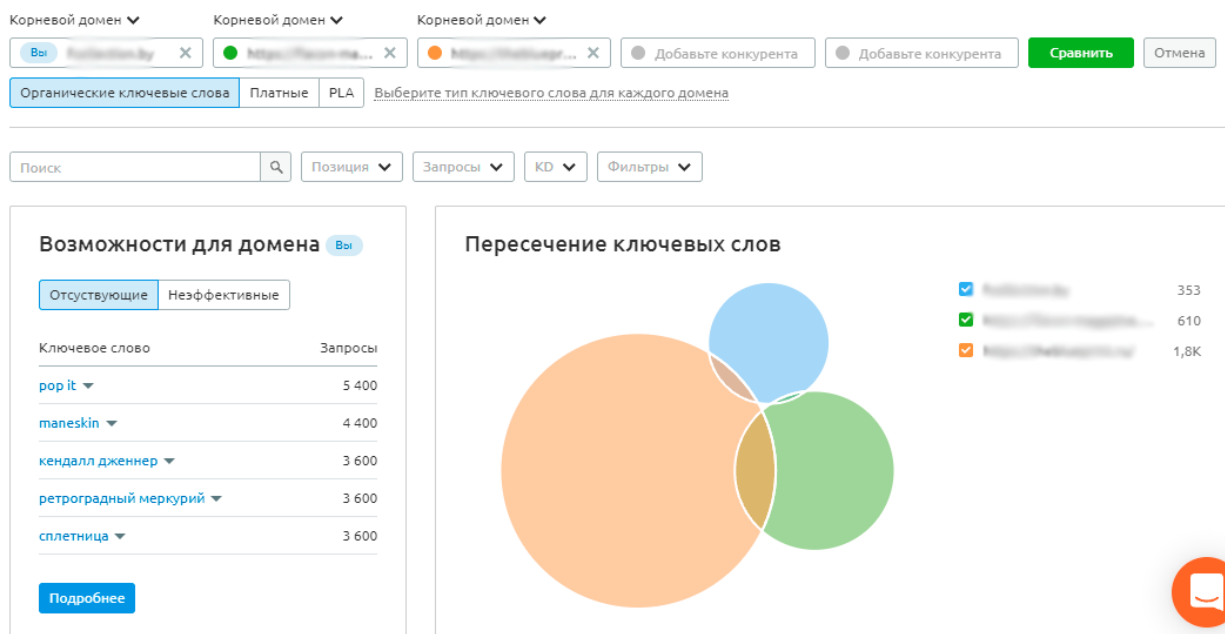 Корневой домен Корневой домен Корневой домен
Вы Добавьте конкурента Добавьте конкурента Сравнить Отмена
Органические ключевые слова Платные PLA Выберите тип ключевого слова для каждого домена
Поиск Позиция Запросы KD Фильтры
Возможности для домена Вы
Отсуствующие Неэффективные
Ключевое слово Запросы
pop it 5 400
maneskin 4 400
кендалл дженнер 3 600
ретроградный меркурий 3 600
сплетница 3 600
Подробнее
Пересечение ключевых слов
353
610
1,8K